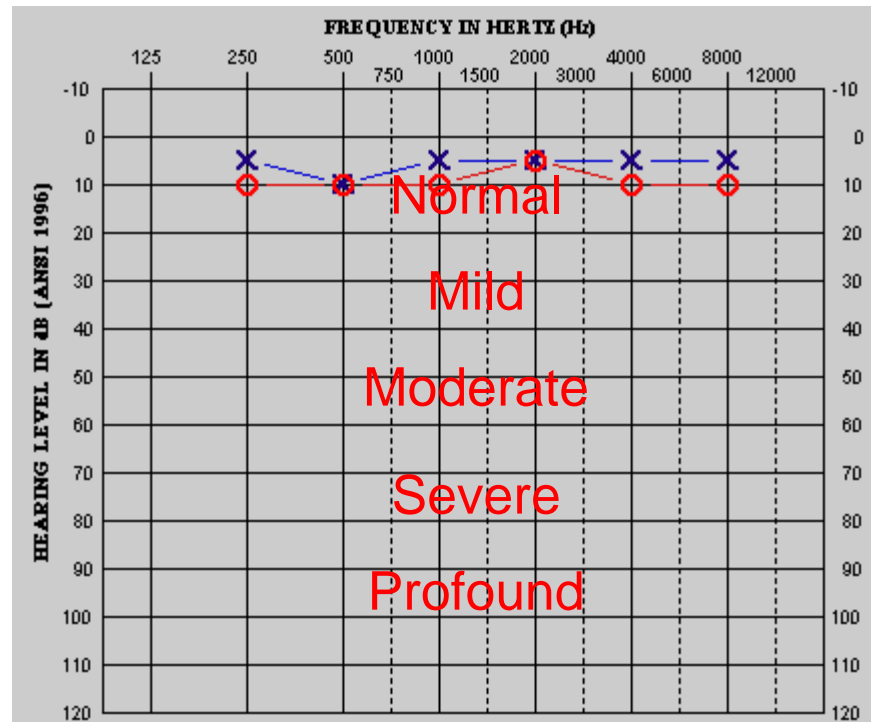 FREQUENCY IN HERTZ (Hz)
125 250 500 1000 2000 4000 8000
750 1500 3000 6000 12000
-10 -10
0 0
10 10
Normal
20 20
30 30
Mild
40 40
50 50
Moderate
60 60
70 70
Severe
80 80
90 90
Profound
100 100
110 110
120 120
HEARING LEVEL IN dB (ANSI 1996)